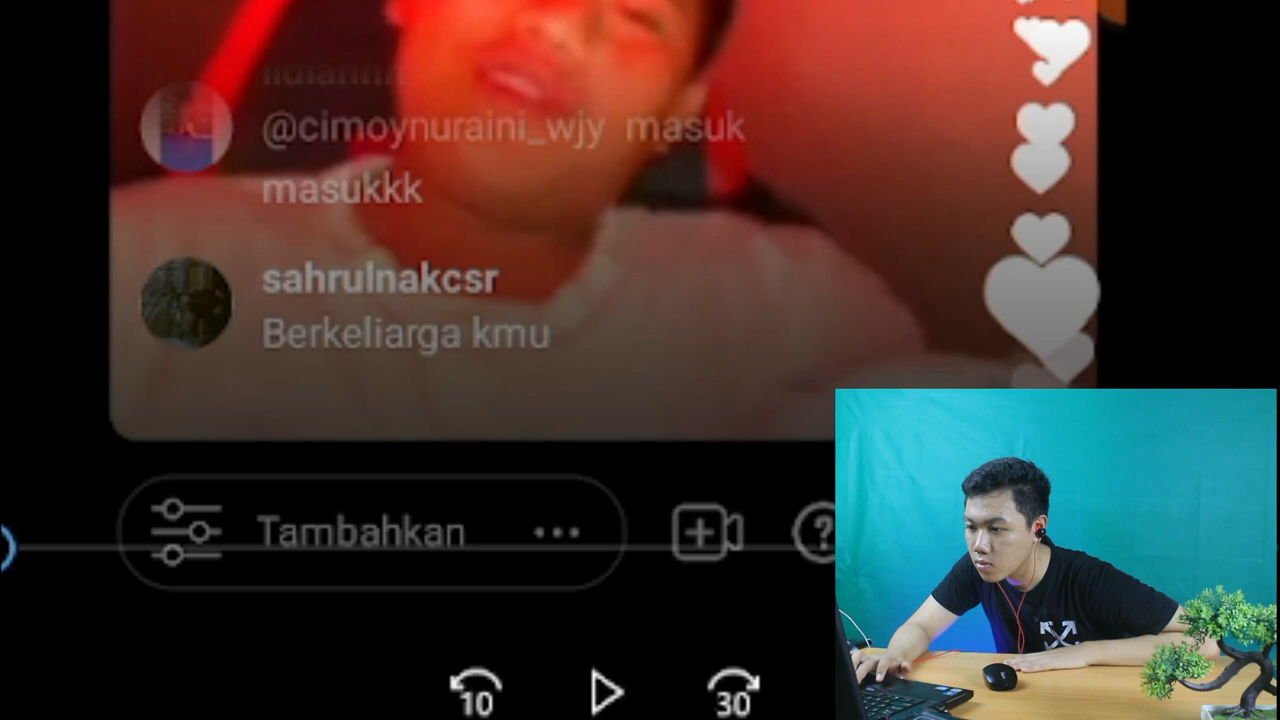 @cimoynuraini_wjy masuk
masukkk
sahrulnakcsr
Berkeliarga kmu
Tambahkan
?
10
30